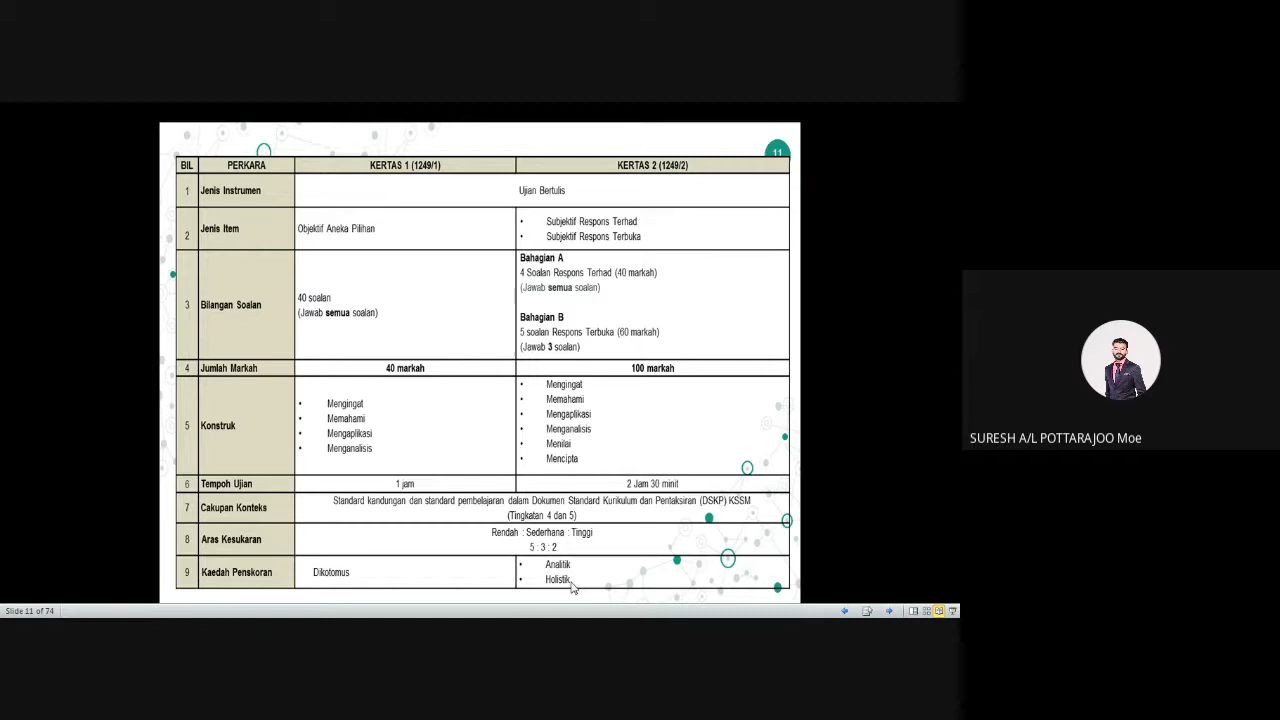 11
BIL PERKARA KERTAS 1 (1249/1) KERTAS 2 (1249/2)
1 Jenis Instrumen Ujian Bertulis
2 Jenis Item Objektif Aneka Pilihan
• Subjektif Respons Terhad
• Subjektif Respons Terbuka
3 Bilangan Soalan
40 soalan
(Jawab semua soalan)
Bahagian A
4 Soalan Respons Terhad (40 markah)
(Jawab semua soalan)
Bahagian B
5 soalan Respons Terbuka (60 markah)
(Jawab 3 soalan)
4 Jumlah Markah 40 markah 100 markah
5 Konstruk
• Mengingat
• Memahami
• Mengaplikasi
• Menganalisis
• Mengingat
• Memahami
• Mengaplikasi
• Menganalisis
• Menilai
• Mencipta
6 Tempoh Ujian 1 jam 2 Jam 30 minit
7 Cakupan Konteks
Standard kandungan dan standard pembelajaran dalam Dokumen Standard Kurikulum dan Pentaksiran (DSKP) KSSM
(Tingkatan 4 dan 5)
8 Aras Kesukaran
Rendah : Sederhana : Tinggi
5 : 3 : 2
9 Kaedah Penskoran Dikotomus
• Analitik
• Holistik
Slide 11 of 74
SURESH A/L POTTARAJOO Moe